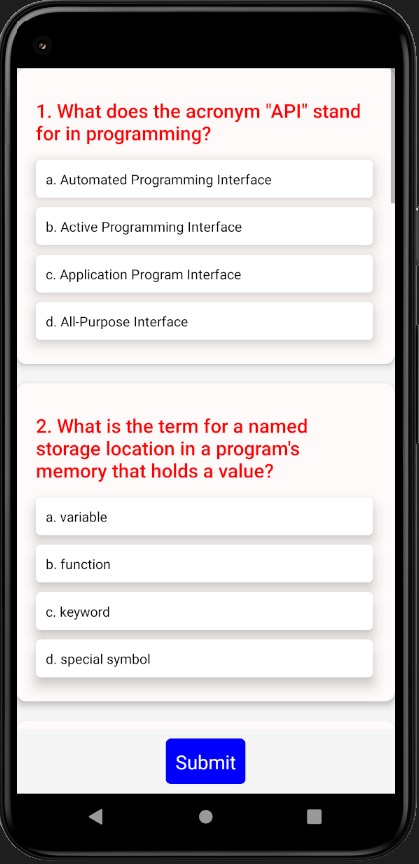 1. What does the acronym "API" stand
for in programming?
a. Automated Programming Interface
b. Active Programming Interface
c. Application Program Interface
d. All-Purpose Interface
2. What is the term for a named
storage location in a program's
memory that holds a value?
a. variable
b. function
c. keyword
d. special symbol
Submit